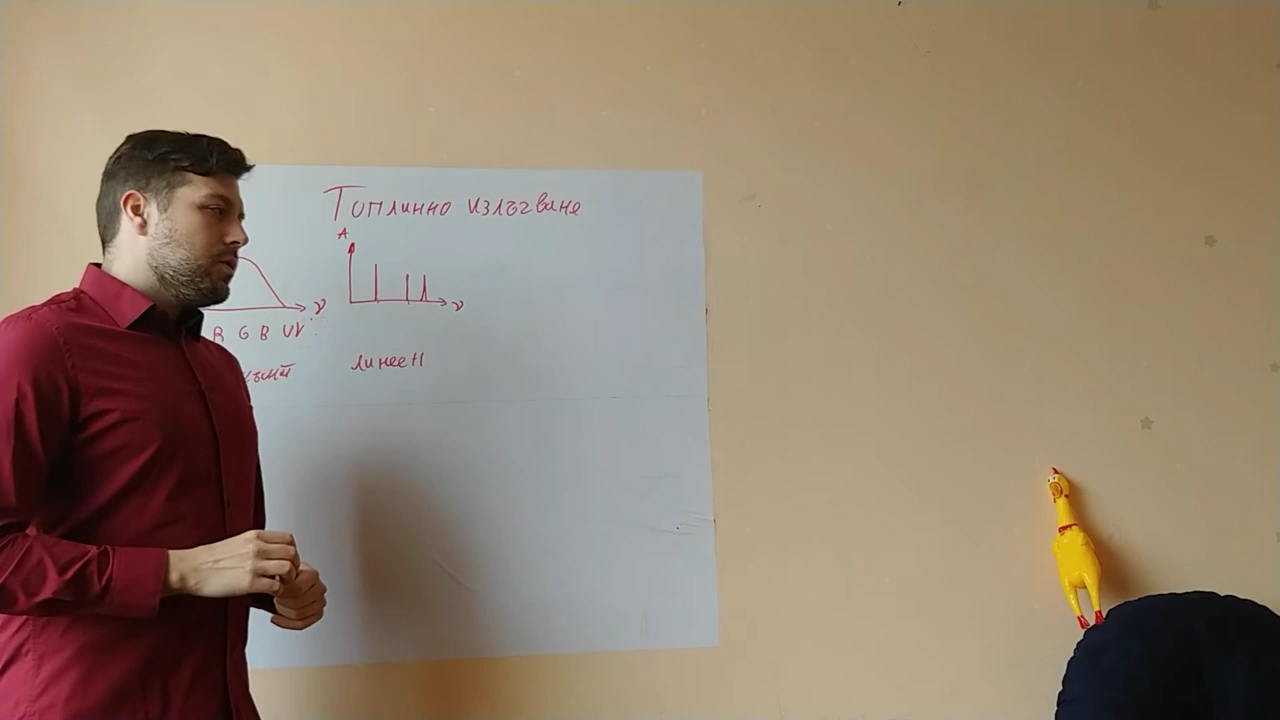 Топлинно излъчване
A
ν ν
R G B UV
линеен